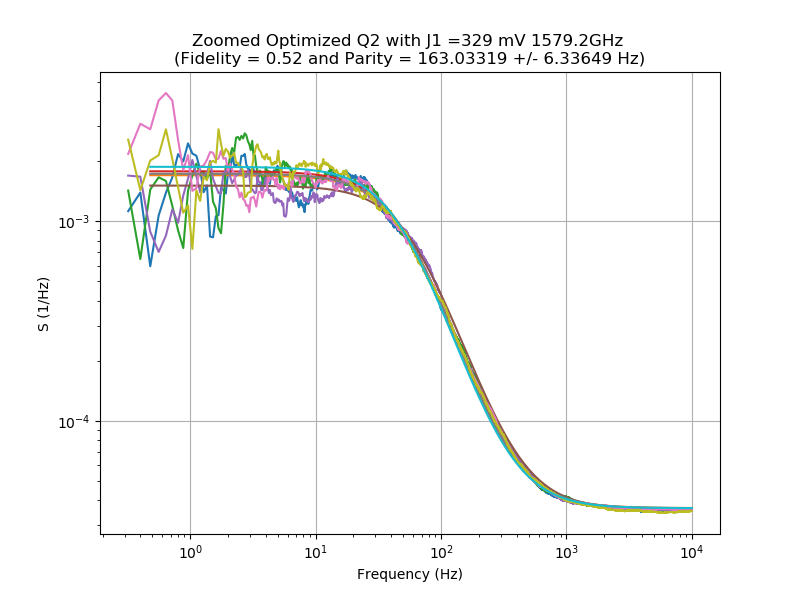 Zoomed Optimized Q2 with J1 =329 mV 1579.2GHz
(Fidelity = 0.52 and Parity = 163.03319 +/- 6.33649 Hz)
10⁻³
S (1/Hz)
10⁻⁴
10⁰ 10¹ 10² 10³ 10⁴
Frequency (Hz)